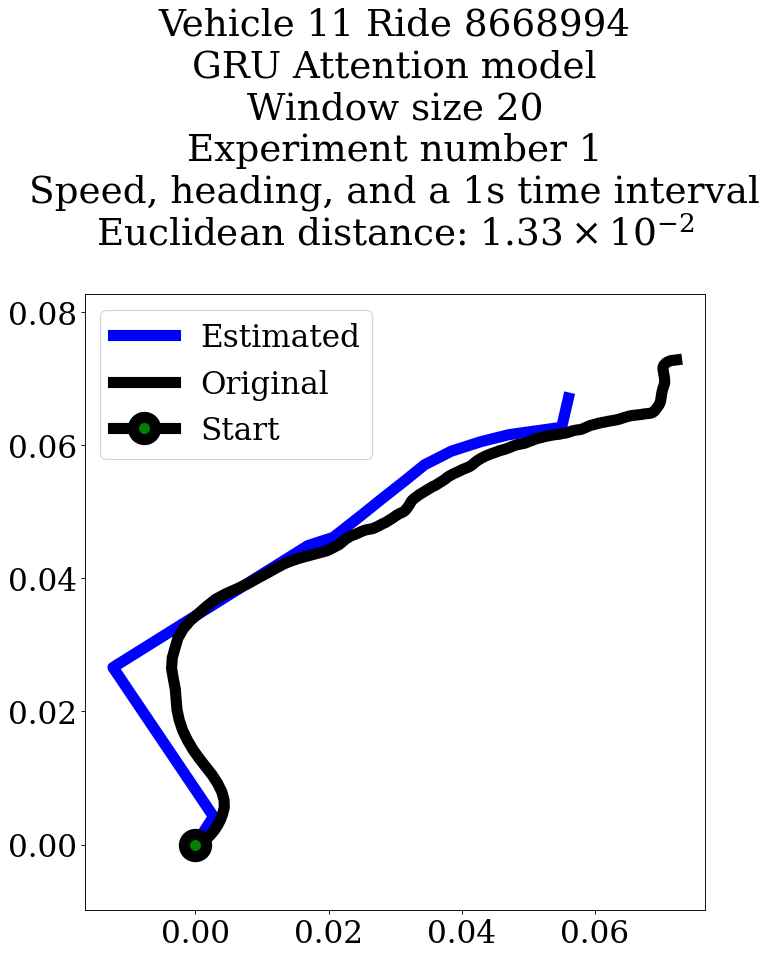 Vehicle 11 Ride 8668994
GRU Attention model
Window size 20
Experiment number 1
Speed, heading, and a 1s time interval
Euclidean distance: 1.33 × 10⁻²
0.08
0.06
0.04
0.02
0.00
Estimated
Original
Start
0.00 0.02 0.04 0.06